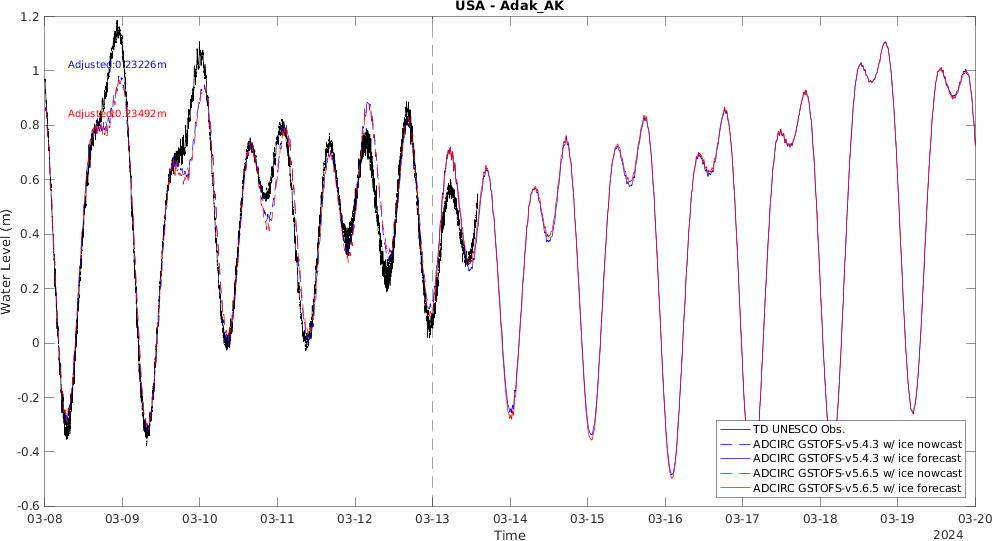 USA - Adak_AK
Adjusted:0.23226m
Adjusted:0.23492m
Water Level (m)
1.2
1
0.8
0.6
0.4
0.2
0
-0.2
-0.4
-0.6
TD UNESCO Obs.
ADCIRC GSTOFS-v5.4.3 w/ ice nowcast
ADCIRC GSTOFS-v5.4.3 w/ ice forecast
ADCIRC GSTOFS-v5.6.5 w/ ice nowcast
ADCIRC GSTOFS-v5.6.5 w/ ice forecast
03-08 03-09 03-10 03-11 03-12 03-13 03-14 03-15 03-16 03-17 03-18 03-19 03-20
Time
2024